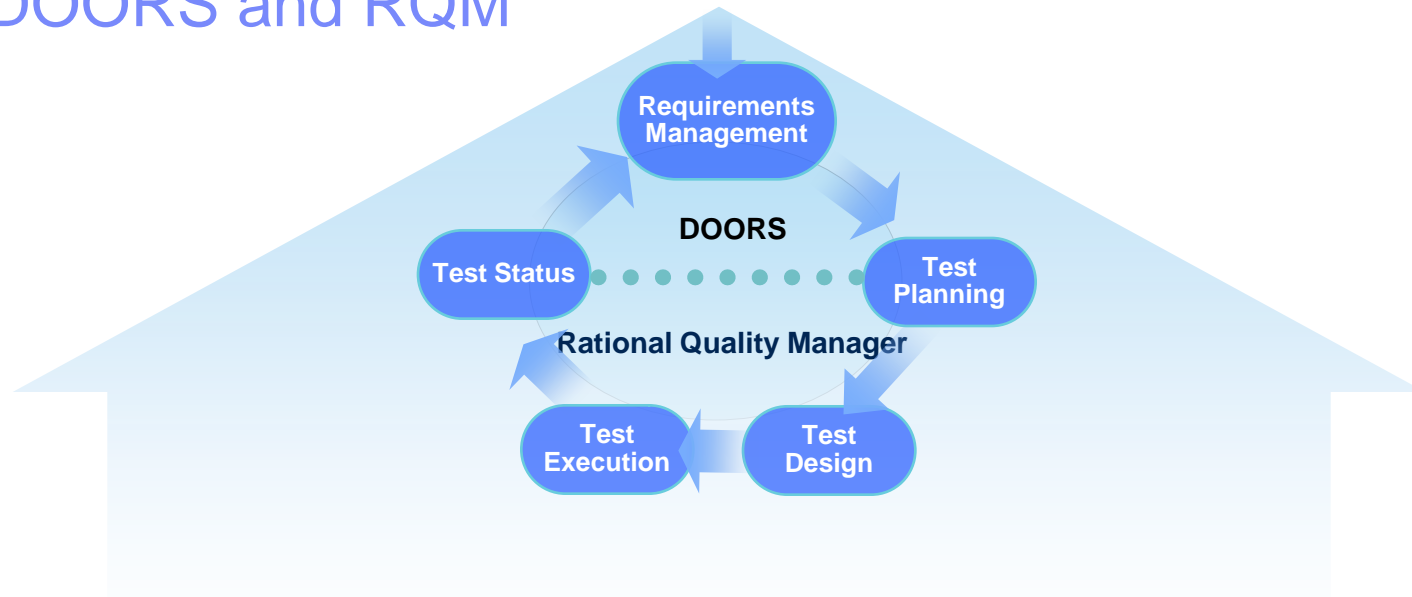 DOORS and RQM
Requirements
Management
DOORS
Test Status
Test
Planning
Rational Quality Manager
Test
Execution
Test
Design